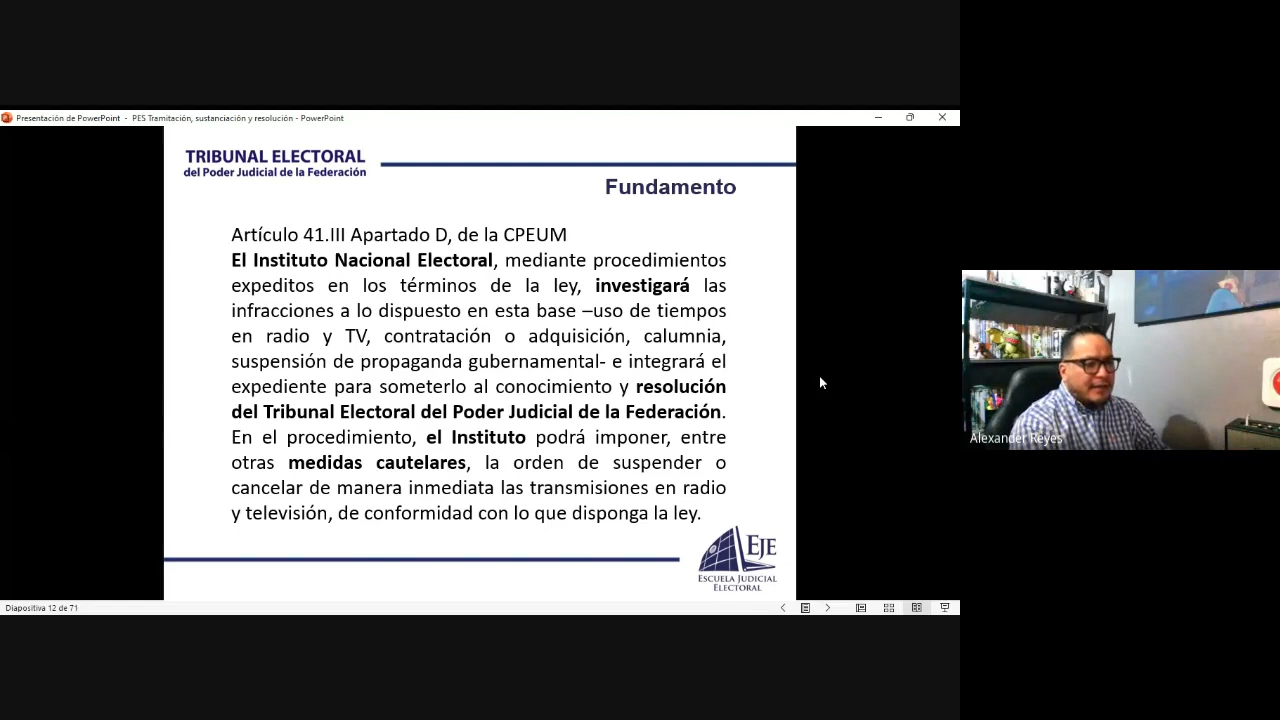 Presentación de PowerPoint - PES Tramitación, sustanciación y resolución - PowerPoint
TRIBUNAL ELECTORAL
del Poder Judicial de la Federación
Fundamento
Artículo 41.III Apartado D, de la CPEUM
El Instituto Nacional Electoral, mediante procedimientos
expeditos en los términos de la ley, investigará las
infracciones a lo dispuesto en esta base –uso de tiempos
en radio y TV, contratación o adquisición, calumnia,
suspensión de propaganda gubernamental- e integrará el
expediente para someterlo al conocimiento y resolución
del Tribunal Electoral del Poder Judicial de la Federación.
En el procedimiento, el Instituto podrá imponer, entre
otras medidas cautelares, la orden de suspender o
cancelar de manera inmediata las transmisiones en radio
y televisión, de conformidad con lo que disponga la ley.
EJE
ESCUELA JUDICIAL
ELECTORAL
Diapositiva 12 de 71
Alexander Reyes